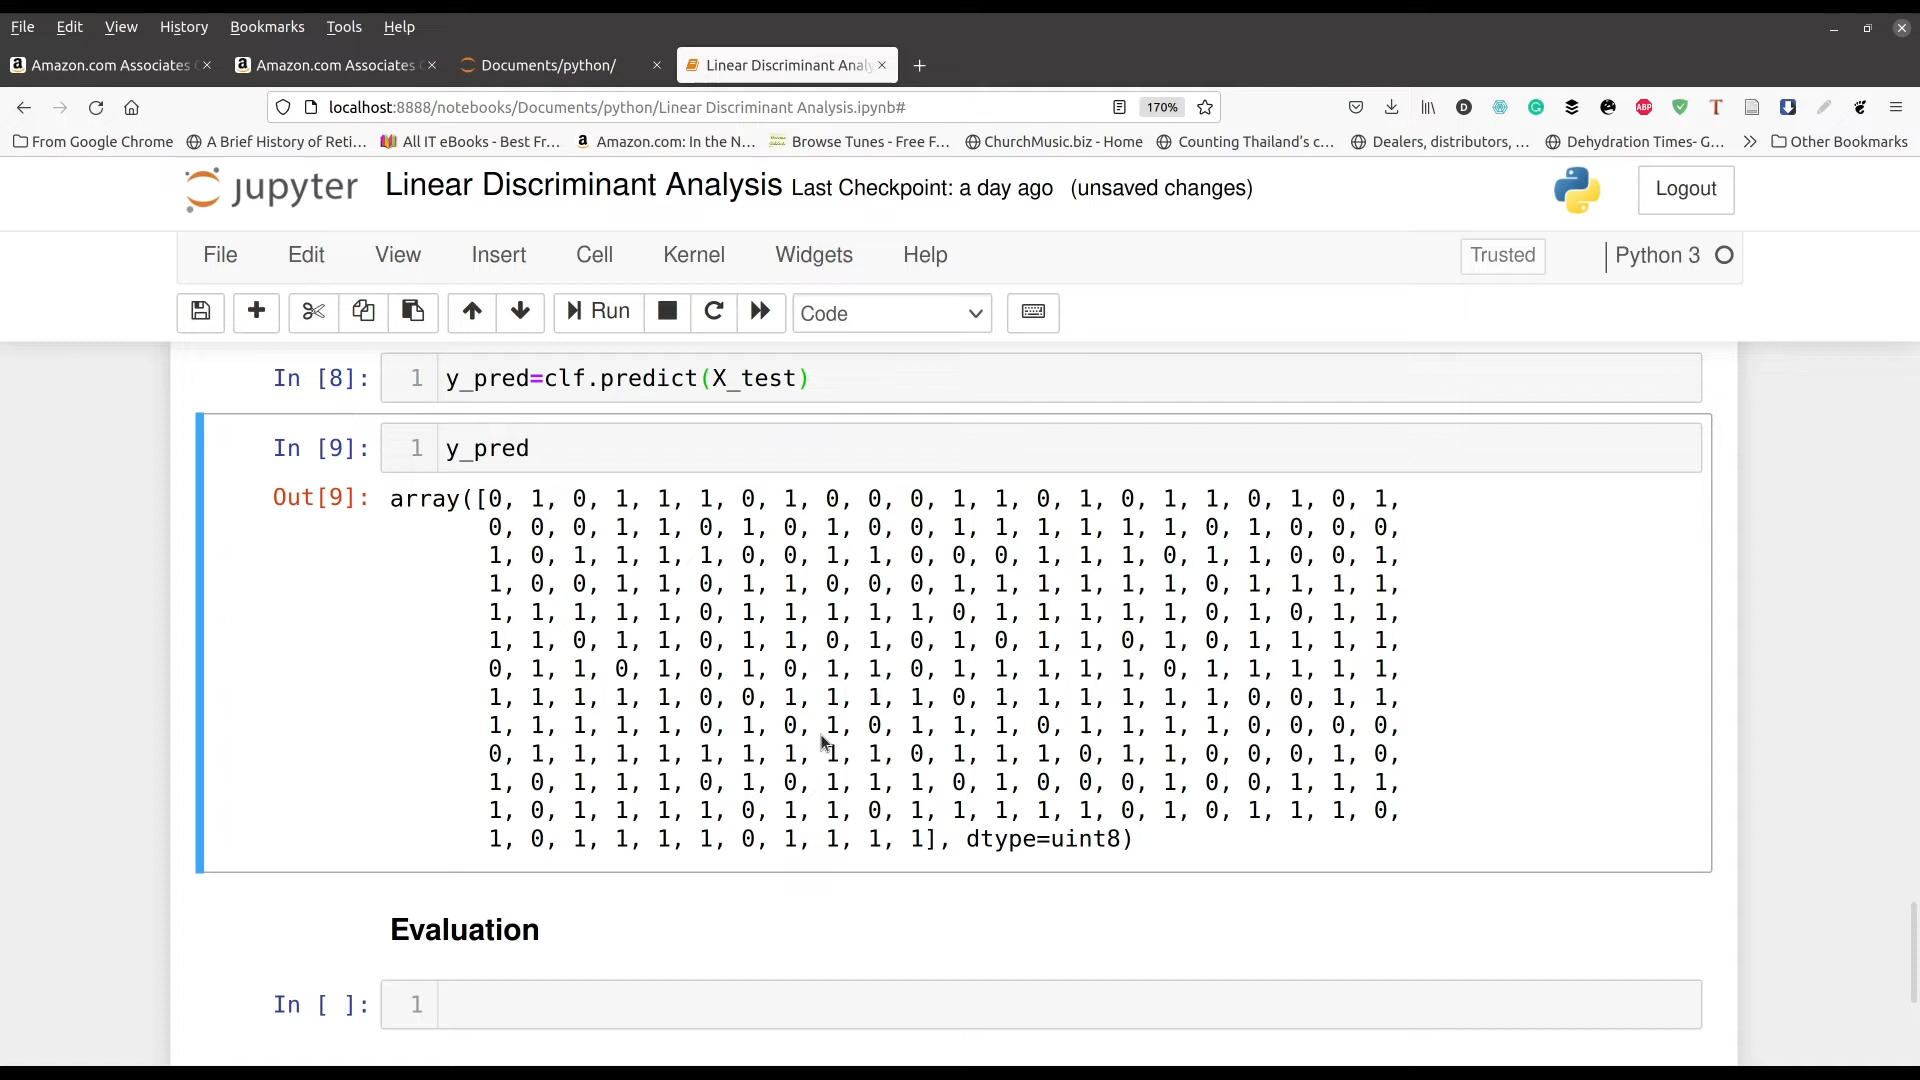 File Edit View History Bookmarks Tools Help
Amazon.com Associates Amazon.com Associates Documents/python/ Linear Discriminant Analy
localhost:8888/notebooks/Documents/python/Linear Discriminant Analysis.ipynb# 170%
From Google Chrome A Brief History of Reti... All IT eBooks - Best Fr... Amazon.com: In the N... Browse Tunes - Free F... ChurchMusic.biz - Home Counting Thailand's c... Dealers, distributors, ... Dehydration Times- G... Other Bookmarks
jupyter Linear Discriminant Analysis Last Checkpoint: a day ago (unsaved changes) Logout
File Edit View Insert Cell Kernel Widgets Help Trusted Python 3
Run Code
In [8]: 1 y_pred=clf.predict(X_test)
In [9]: 1 y_pred
Out[9]: array([0, 1, 0, 1, 1, 1, 0, 1, 0, 0, 0, 1, 1, 0, 1, 0, 1, 1, 0, 1, 0, 1,
0, 0, 0, 1, 1, 0, 1, 0, 1, 0, 0, 1, 1, 1, 1, 1, 1, 0, 1, 0, 0, 0,
1, 0, 1, 1, 1, 1, 0, 0, 1, 1, 0, 0, 0, 1, 1, 1, 0, 1, 1, 0, 0, 1,
1, 0, 0, 1, 1, 0, 1, 1, 0, 0, 0, 1, 1, 1, 1, 1, 1, 0, 1, 1, 1, 1,
1, 1, 1, 1, 1, 0, 1, 1, 1, 1, 1, 0, 1, 1, 1, 1, 1, 0, 1, 0, 1, 1,
1, 1, 0, 1, 1, 0, 1, 1, 0, 1, 0, 1, 0, 1, 1, 0, 1, 0, 1, 1, 1, 1,
0, 1, 1, 0, 1, 0, 1, 0, 1, 1, 0, 1, 1, 1, 1, 1, 0, 1, 1, 1, 1, 1,
1, 1, 1, 1, 1, 0, 0, 1, 1, 1, 1, 0, 1, 1, 1, 1, 1, 1, 0, 0, 1, 1,
1, 1, 1, 1, 1, 0, 1, 0, 1, 0, 1, 1, 1, 0, 1, 1, 1, 1, 0, 0, 0, 0,
0, 1, 1, 1, 1, 1, 1, 1, 1, 1, 0, 1, 1, 1, 0, 1, 1, 0, 0, 0, 1, 0,
1, 0, 1, 1, 1, 0, 1, 0, 1, 1, 1, 0, 1, 0, 0, 0, 1, 0, 0, 1, 1, 1,
1, 0, 1, 1, 1, 1, 0, 1, 1, 0, 1, 1, 1, 1, 1, 0, 1, 0, 1, 1, 1, 0,
1, 0, 1, 1, 1, 1, 0, 1, 1, 1, 1], dtype=uint8)
Evaluation
In [ ]: 1